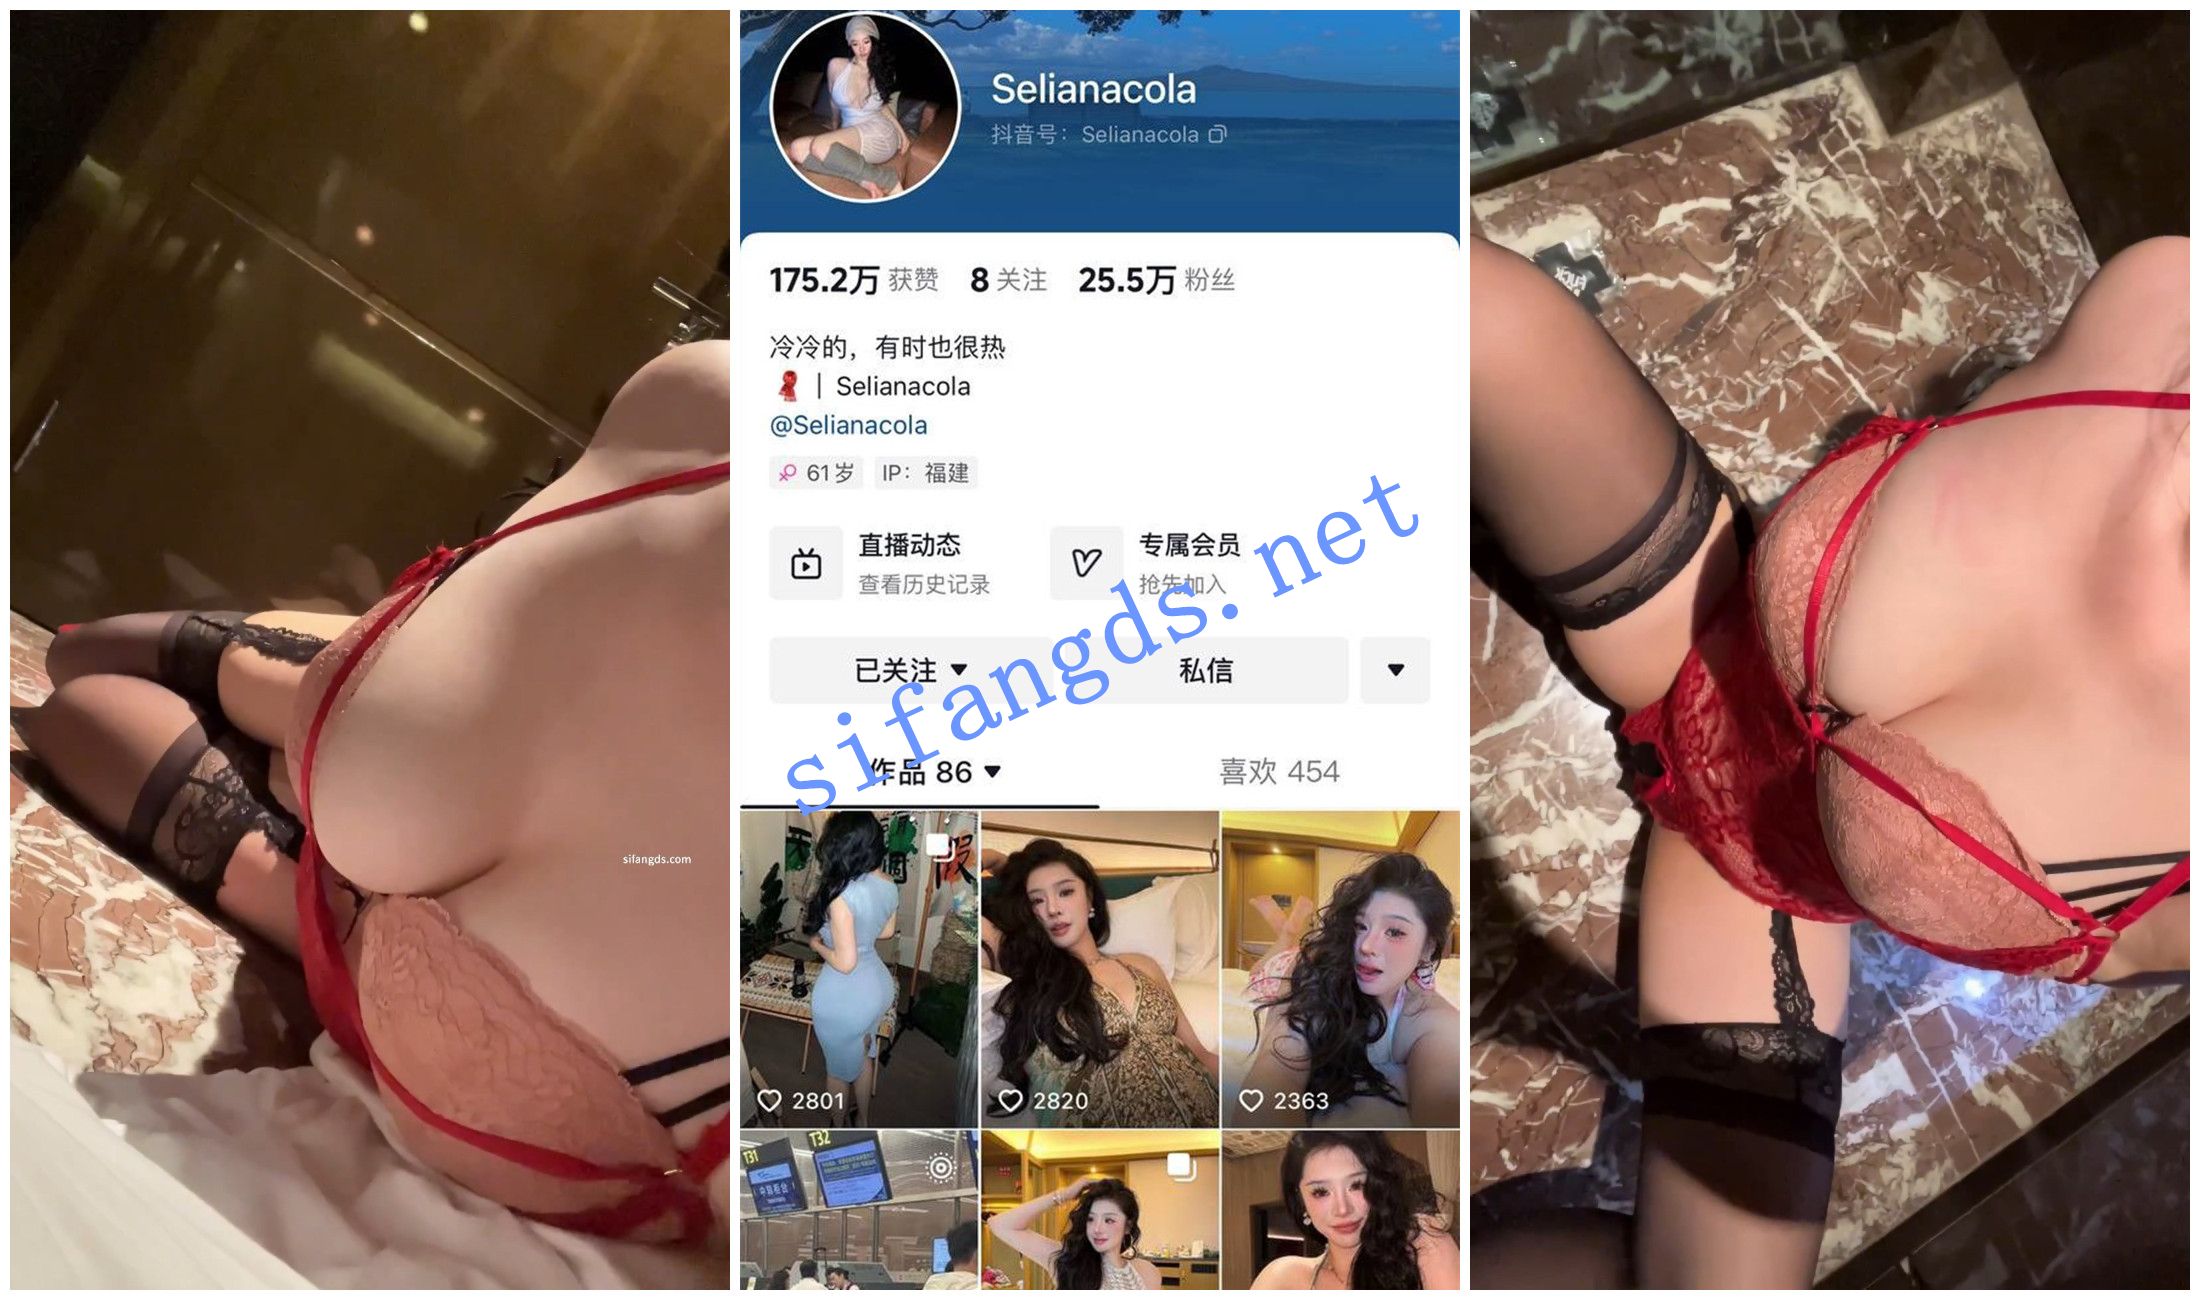 Selianacola
抖音号：Selianacola
175.2万 获赞 8 关注 25.5万 粉丝
冷冷的，有时也很热
| Selianacola
@Selianacola
61岁 IP：福建
直播动态
查看历史记录
专属会员
抢先加入
已关注
私信
作品 86
喜欢 454
2801
2820
2363
T31
T32
sifangds.net
sifangds.com